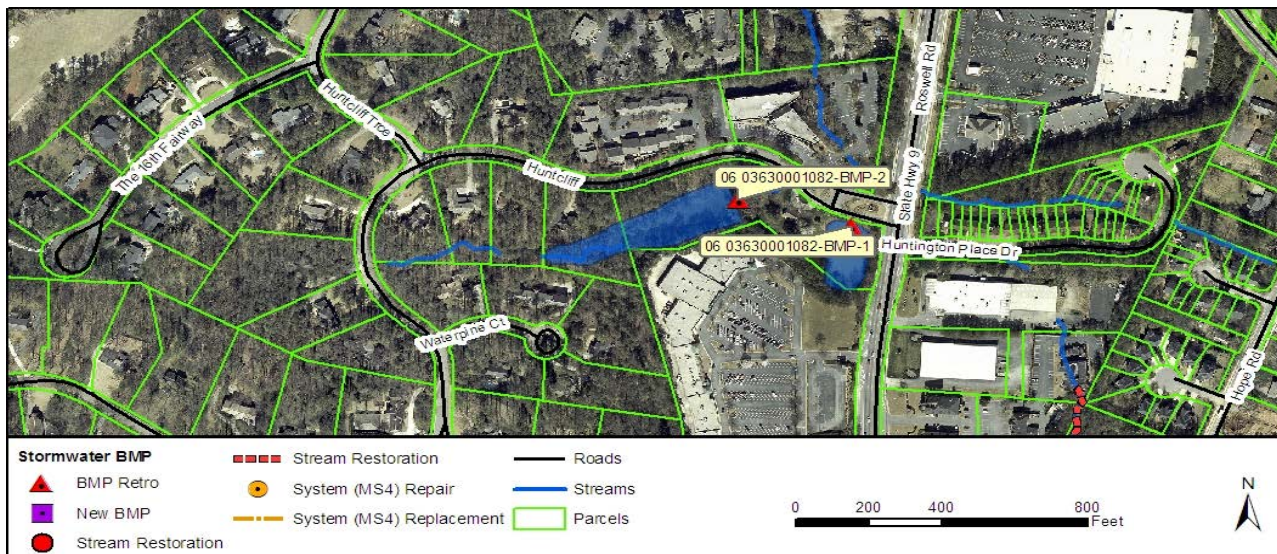 The 16th Fairway
Huntcliff Trce
Huntcliff
06 03630001082-BMP-2
06 03630001082-BMP-1
State Hwy 9
Roswell Rd
Huntington Place Dr
Waterpine Ct
Hope Rd
Stormwater BMP
BMP Retro
New BMP
Stream Restoration
Stream Restoration
System (MS4) Repair
System (MS4) Replacement
Roads
Streams
Parcels
0 200 400 800
Feet
N